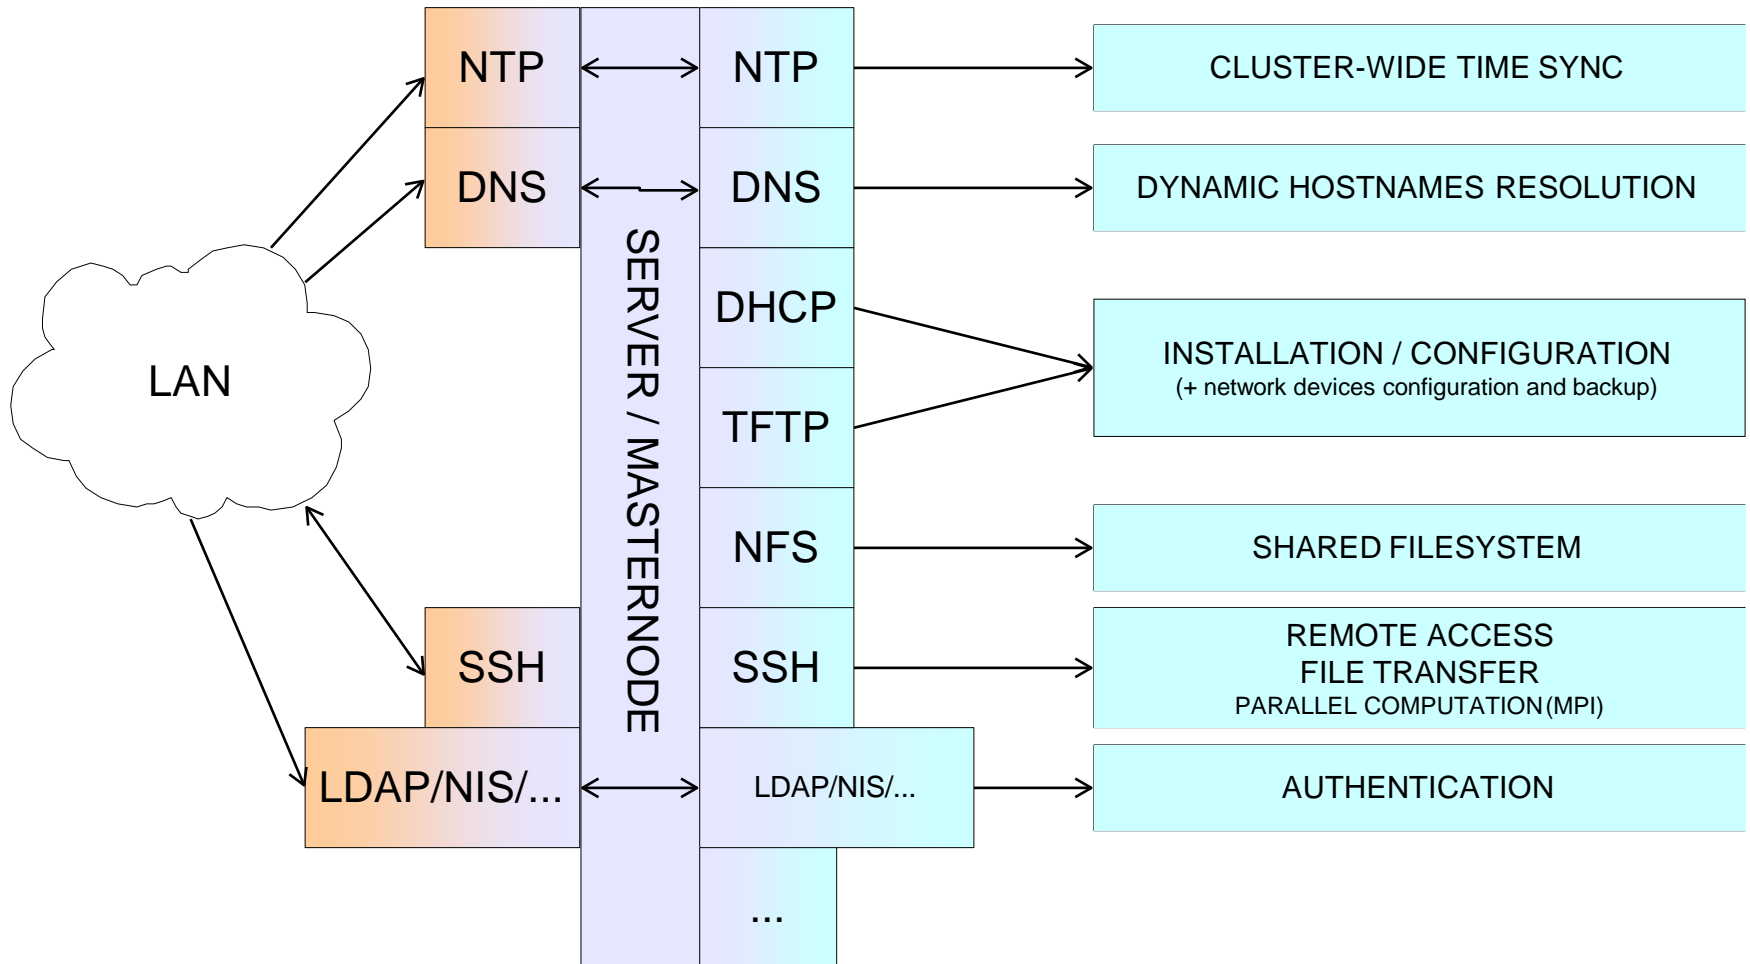 NTP
NTP
CLUSTER-WIDE TIME SYNC
DNS
DNS
DYNAMIC HOSTNAMES RESOLUTION
SERVER / MASTERNODE
DHCP
INSTALLATION / CONFIGURATION
(+ network devices configuration and backup)
LAN
TFTP
NFS
SHARED FILESYSTEM
SSH
SSH
REMOTE ACCESS
FILE TRANSFER
PARALLEL COMPUTATION (MPI)
LDAP/NIS/...
LDAP/NIS/...
AUTHENTICATION
...